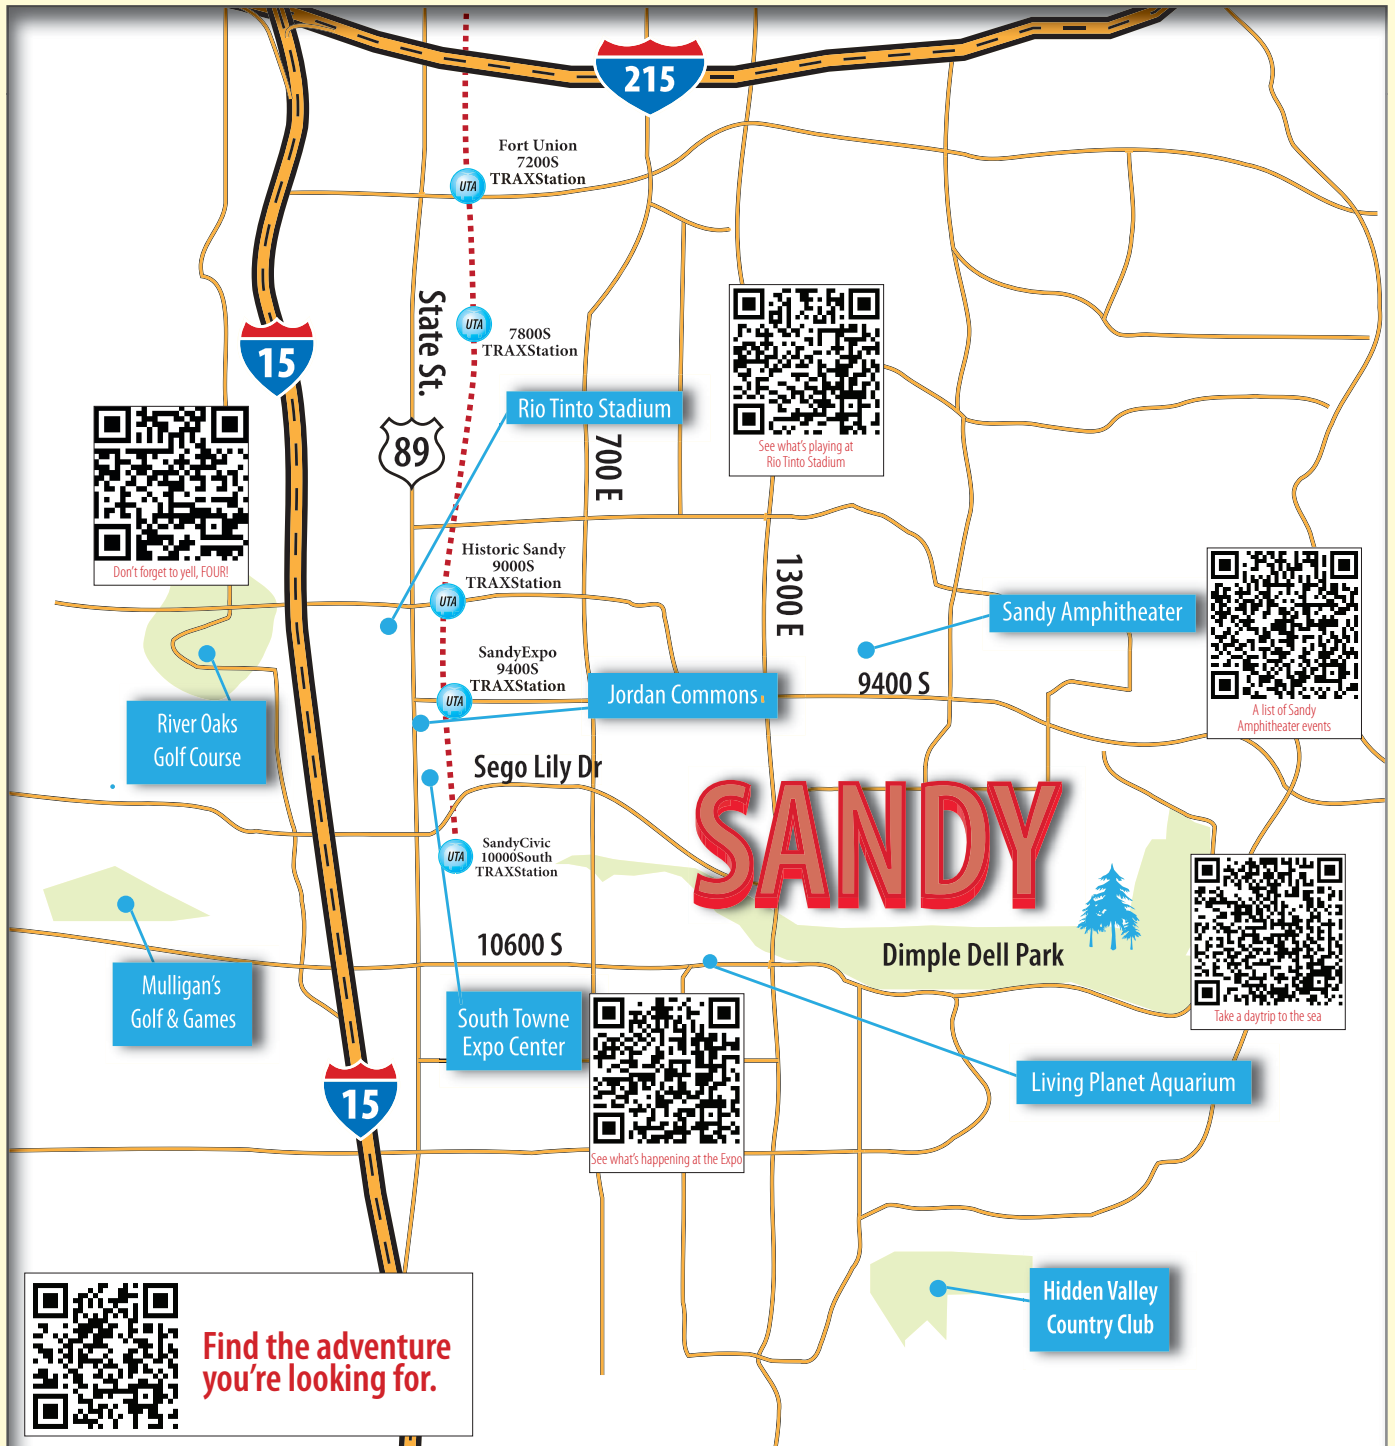 215
Fort Union
7200S
TRAXStation
UTA
State St.
UTA
7800S
TRAXStation
15
Rio Tinto Stadium
89
700 E
See what's playing at
Rio Tinto Stadium
Don't forget to yell, FOUR!
Historic Sandy
9000S
TRAXStation
UTA
1300 E
Sandy Amphitheater
SandyExpo
9400S
TRAXStation
UTA
Jordan Commons
9400 S
A list of Sandy
Amphitheater events
River Oaks
Golf Course
Sego Lily Dr
SANDY
SandyCivic
10000South
TRAXStation
UTA
10600 S
Dimple Dell Park
Mulligan's
Golf & Games
South Towne
Expo Center
Take a daytrip to the sea
Living Planet Aquarium
15
See what's happening at the Expo
Hidden Valley
Country Club
Find the adventure
you're looking for.